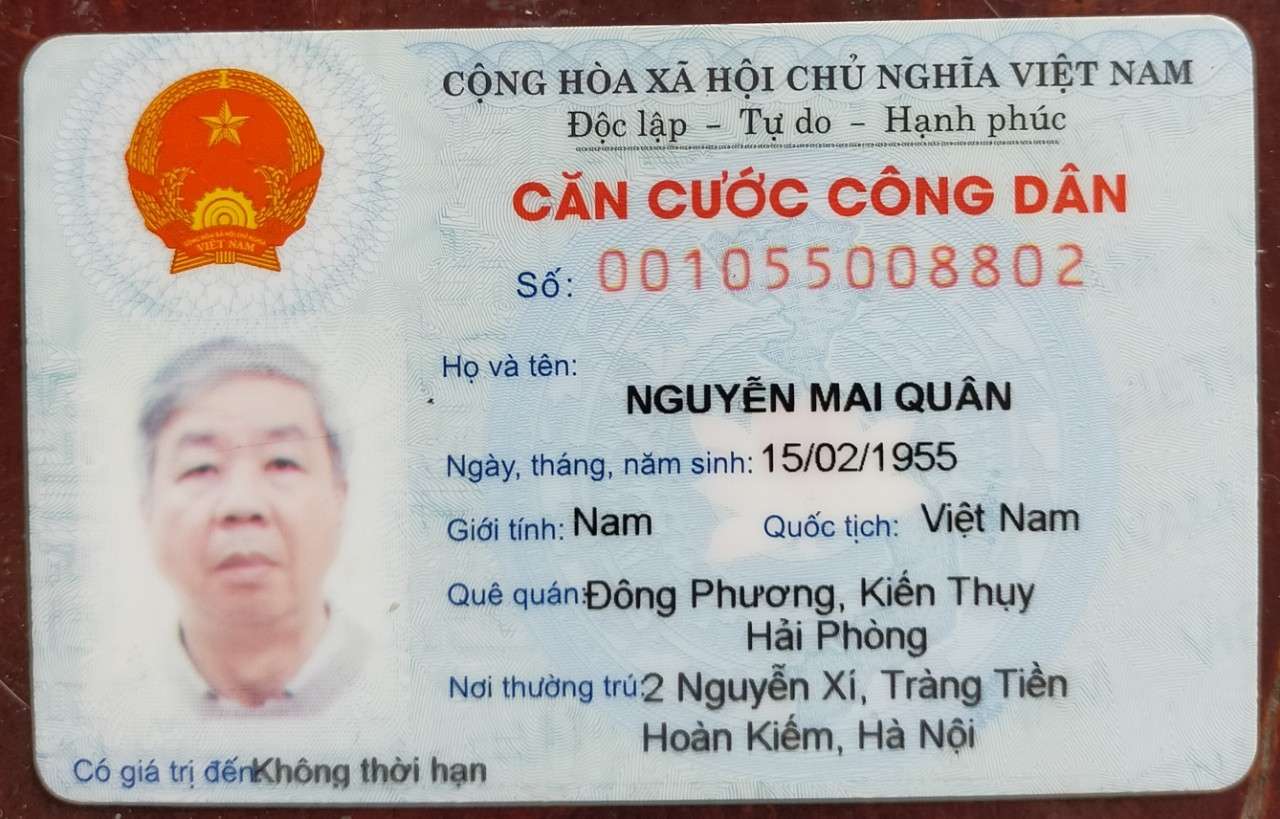 CỘNG HÒA XÃ HỘI CHỦ NGHĨA VIỆT NAM
Độc lập - Tự do - Hạnh phúc
CĂN CƯỚC CÔNG DÂN
Số: 001055008802
Họ và tên:
NGUYỄN MAI QUÂN
Ngày, tháng, năm sinh: 15/02/1955
Giới tính: Nam Quốc tịch: Việt Nam
Quê quán: Đông Phương, Kiến Thụy
Hải Phòng
Nơi thường trú: 2 Nguyễn Xí, Tràng Tiền
Hoàn Kiếm, Hà Nội
Có giá trị đến Không thời hạn
VIỆT NAM